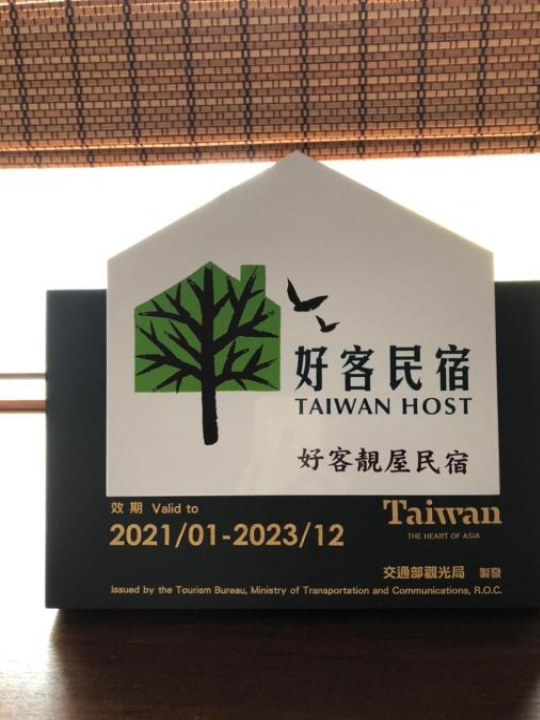 好客民宿
TAIWAN HOST
好客靚屋民宿
效期 Valid to
2021/01-2023/12
Taiwan
THE HEART OF ASIA
交通部觀光局 製發
Issued by the Tourism Bureau, Ministry of Transportation and Communications, R.O.C.